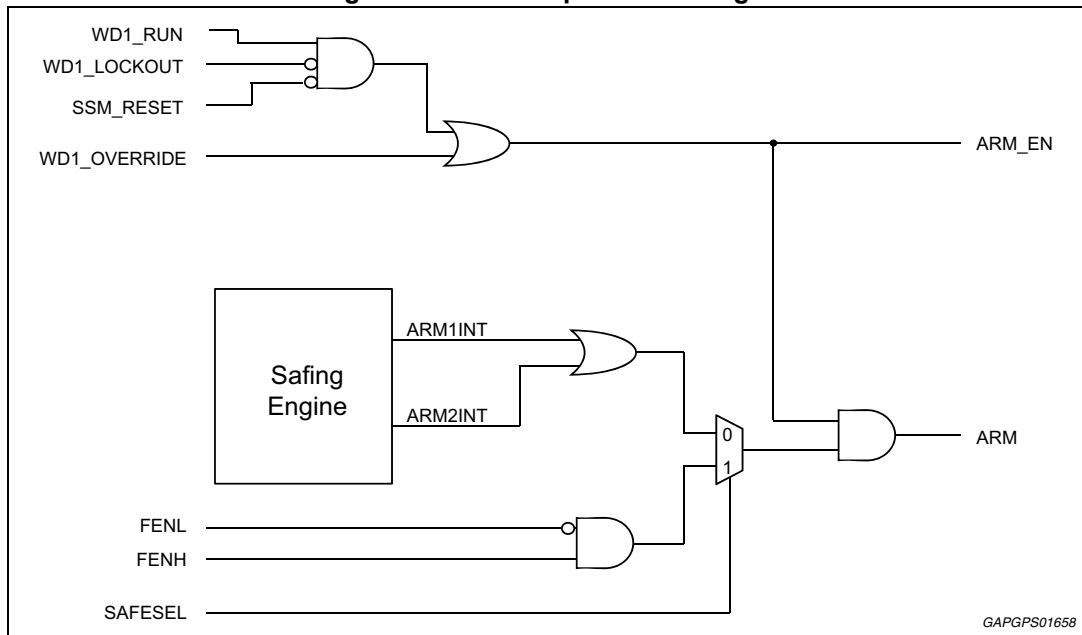 WD1_RUN
WD1_LOCKOUT
SSM_RESET
WD1_OVERRIDE
ARM_EN
ARM1INT
Safing
Engine
ARM2INT
0
1
ARM
FENL
FENH
SAFESEL
GAPGPS01658